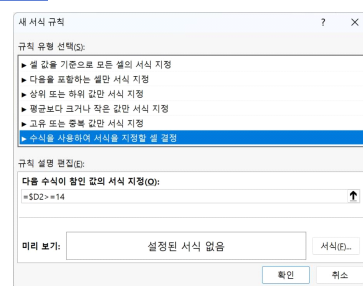 새 서식 규칙 ? ×
규칙 유형 선택(S):
► 셀 값을 기준으로 모든 셀의 서식 지정
► 다음을 포함하는 셀만 서식 지정
► 상위 또는 하위 값만 서식 지정
► 평균보다 크거나 작은 값만 서식 지정
► 고유 또는 중복 값만 서식 지정
► 수식을 사용하여 서식을 지정할 셀 결정
규칙 설명 편집(E):
다음 수식이 참인 값의 서식 지정(O):
=$D2>=14
미리 보기: 설정된 서식 없음 서식(F)...
확인 취소